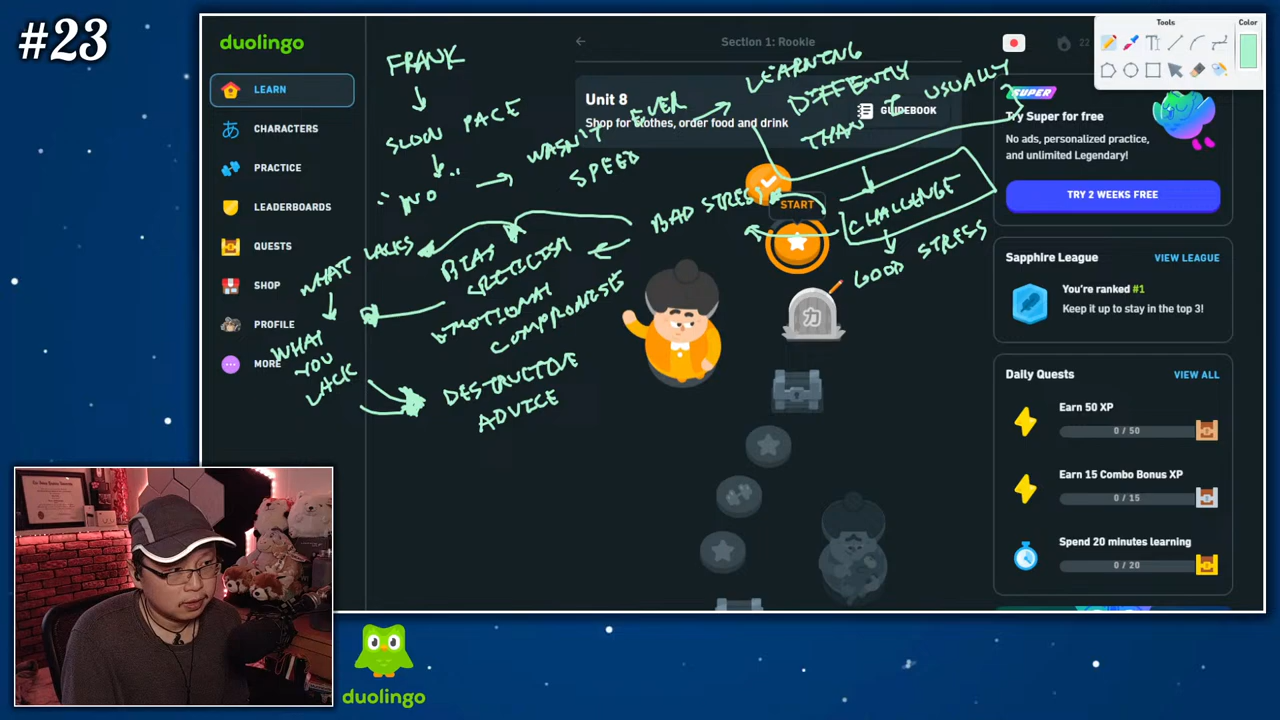 #23
duolingo
LEARN
CHARACTERS
PRACTICE
LEADERBOARDS
QUESTS
SHOP
PROFILE
MORE
Section 1: Rookie
22
Tools
Color
Unit 8
Shop for clothes, order food and drink
GUIDEBOOK
START
力
FRANK
SLOW PACE
"NO"
WASN'T EVER
SPEED
LEARNING
DIFFENTLY
THAN I USUALLY
CHALLENGE
GOOD STRESS
BAD STRESS
BIAS
CRITICISM
EMOTIONAL
COMPROMISE
WHAT LACKS
WHAT
YOU
LACK
DESTRUCTIVE
ADVICE
SUPER
Try Super for free
No ads, personalized practice,
and unlimited Legendary!
TRY 2 WEEKS FREE
Sapphire League
VIEW LEAGUE
You're ranked #1
Keep it up to stay in the top 3!
Daily Quests
VIEW ALL
Earn 50 XP
0 / 50
Earn 15 Combo Bonus XP
0 / 15
Spend 20 minutes learning
0 / 20
duolingo